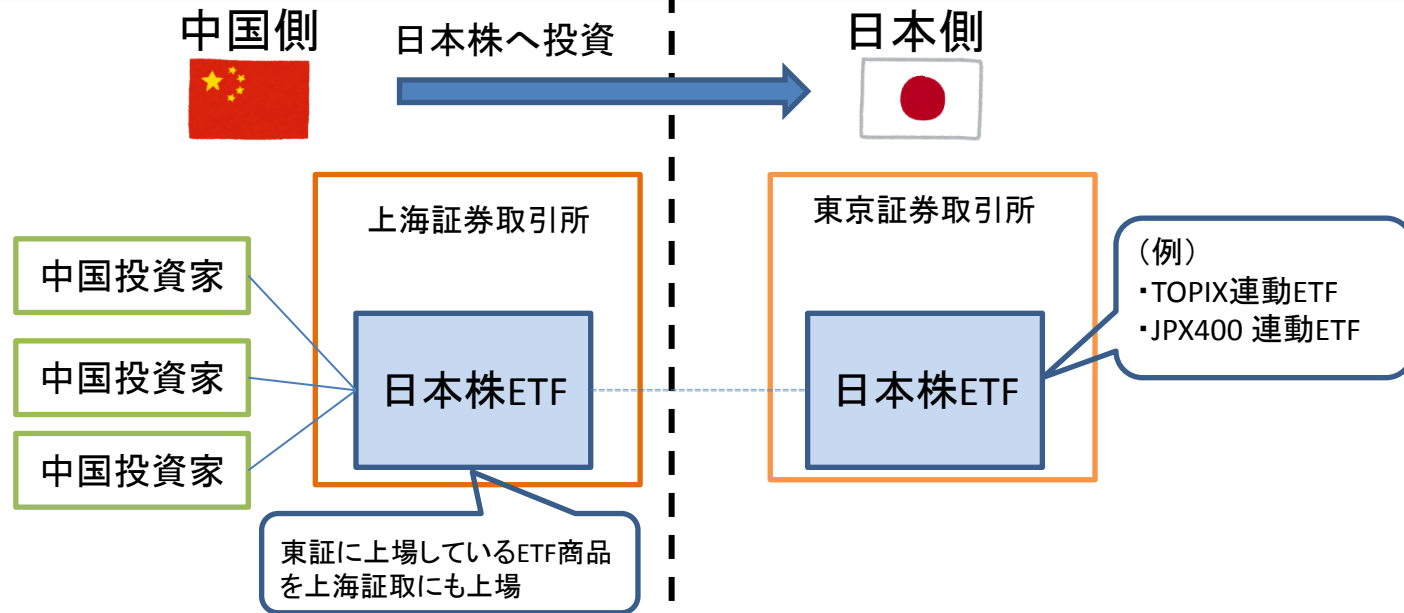 中国側
日本株へ投資
日本側
上海証券取引所
東京証券取引所
中国投資家
中国投資家
中国投資家
日本株ETF
日本株ETF
（例）
・TOPIX連動ETF
・JPX400 連動ETF
東証に上場しているETF商品
を上海証取にも上場